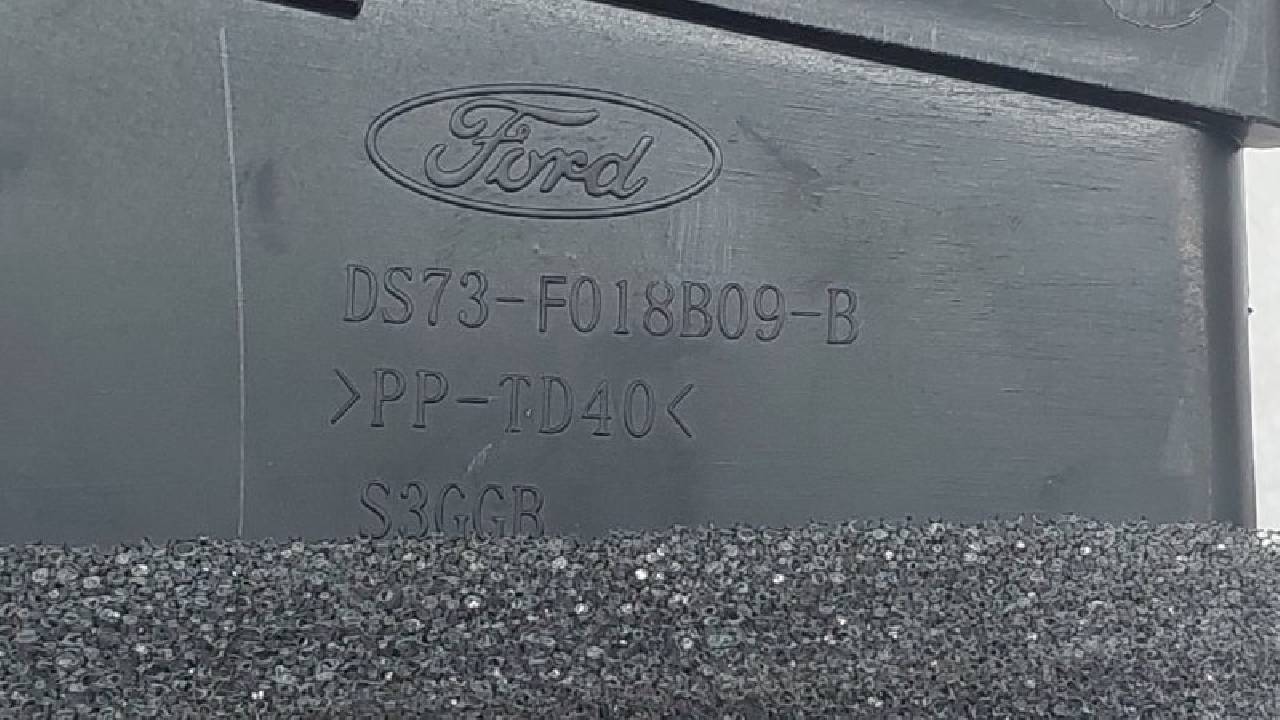 Ford
DS73-F018B09-B
>PP-TD40<
S3GGB